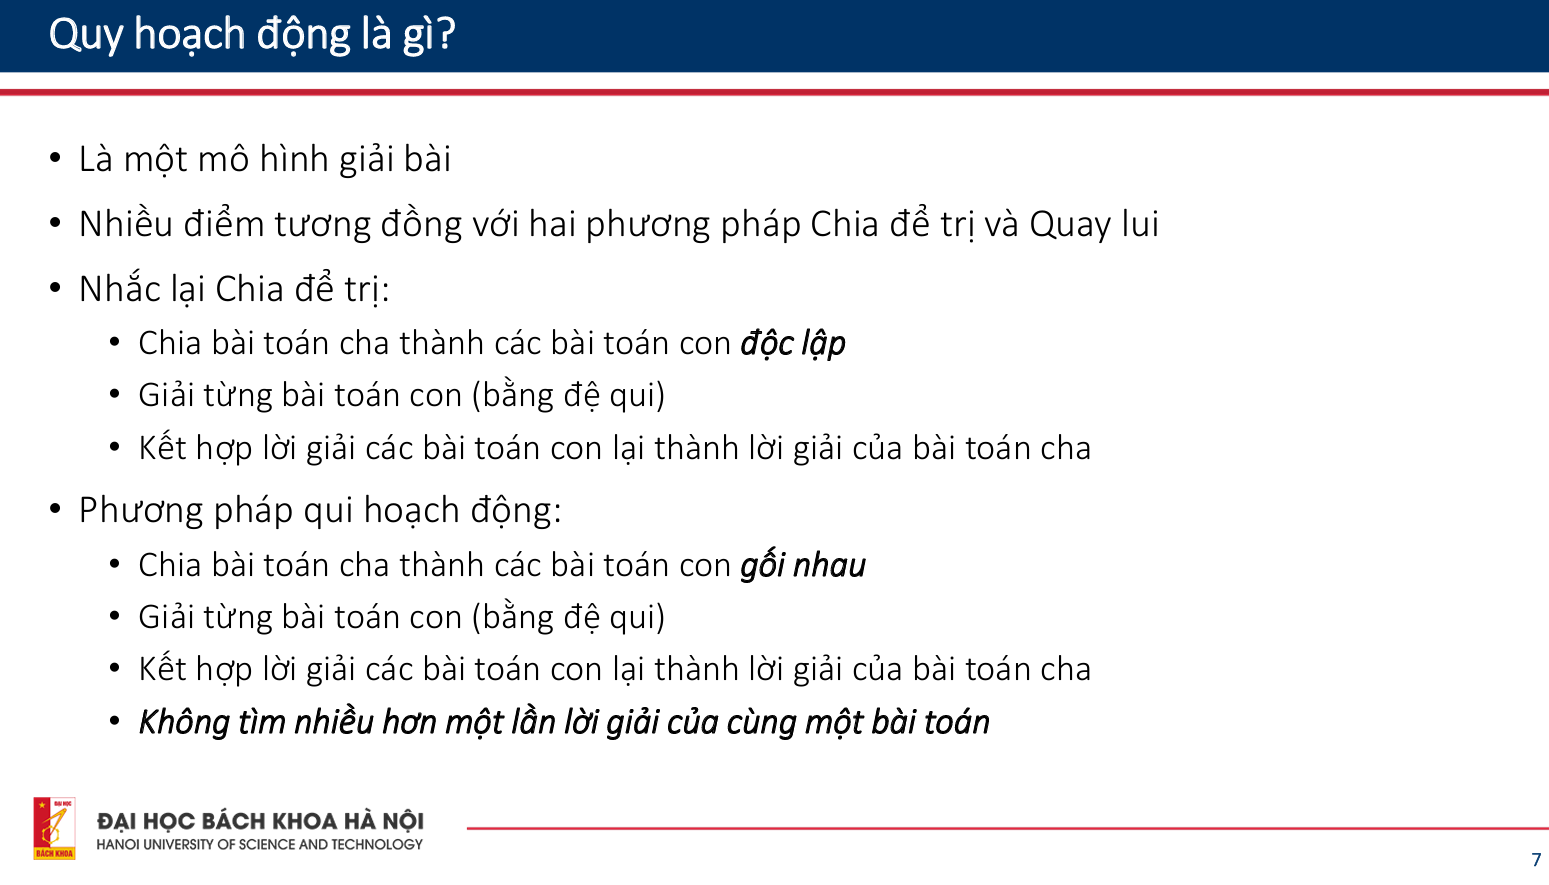 Quy hoạch động là gì?
• Là một mô hình giải bài
• Nhiều điểm tương đồng với hai phương pháp Chia để trị và Quay lui
• Nhắc lại Chia để trị:
• Chia bài toán cha thành các bài toán con độc lập
• Giải từng bài toán con (bằng đệ qui)
• Kết hợp lời giải các bài toán con lại thành lời giải của bài toán cha
• Phương pháp qui hoạch động:
• Chia bài toán cha thành các bài toán con gối nhau
• Giải từng bài toán con (bằng đệ qui)
• Kết hợp lời giải các bài toán con lại thành lời giải của bài toán cha
• Không tìm nhiều hơn một lần lời giải của cùng một bài toán
ĐẠI HỌC
BÁCH KHOA
ĐẠI HỌC BÁCH KHOA HÀ NỘI
HANOI UNIVERSITY OF SCIENCE AND TECHNOLOGY
7